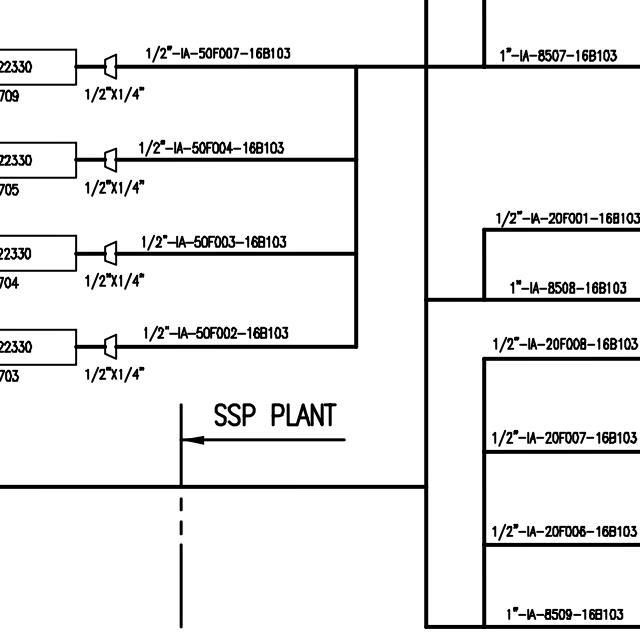 1/2"-IA-50F007-16B103
1"-IA-8507-16B103
22330
709
1/2"X1/4"
1/2"-IA-50F004-16B103
22330
705
1/2"X1/4"
1/2"-IA-20F001-16B103
1/2"-IA-50F003-16B103
22330
704
1/2"X1/4"
1"-IA-8508-16B103
1/2"-IA-50F002-16B103
1/2"-IA-20F008-16B103
22330
703
1/2"X1/4"
SSP PLANT
1/2"-IA-20F007-16B103
1/2"-IA-20F006-16B103
1"-IA-8509-16B103